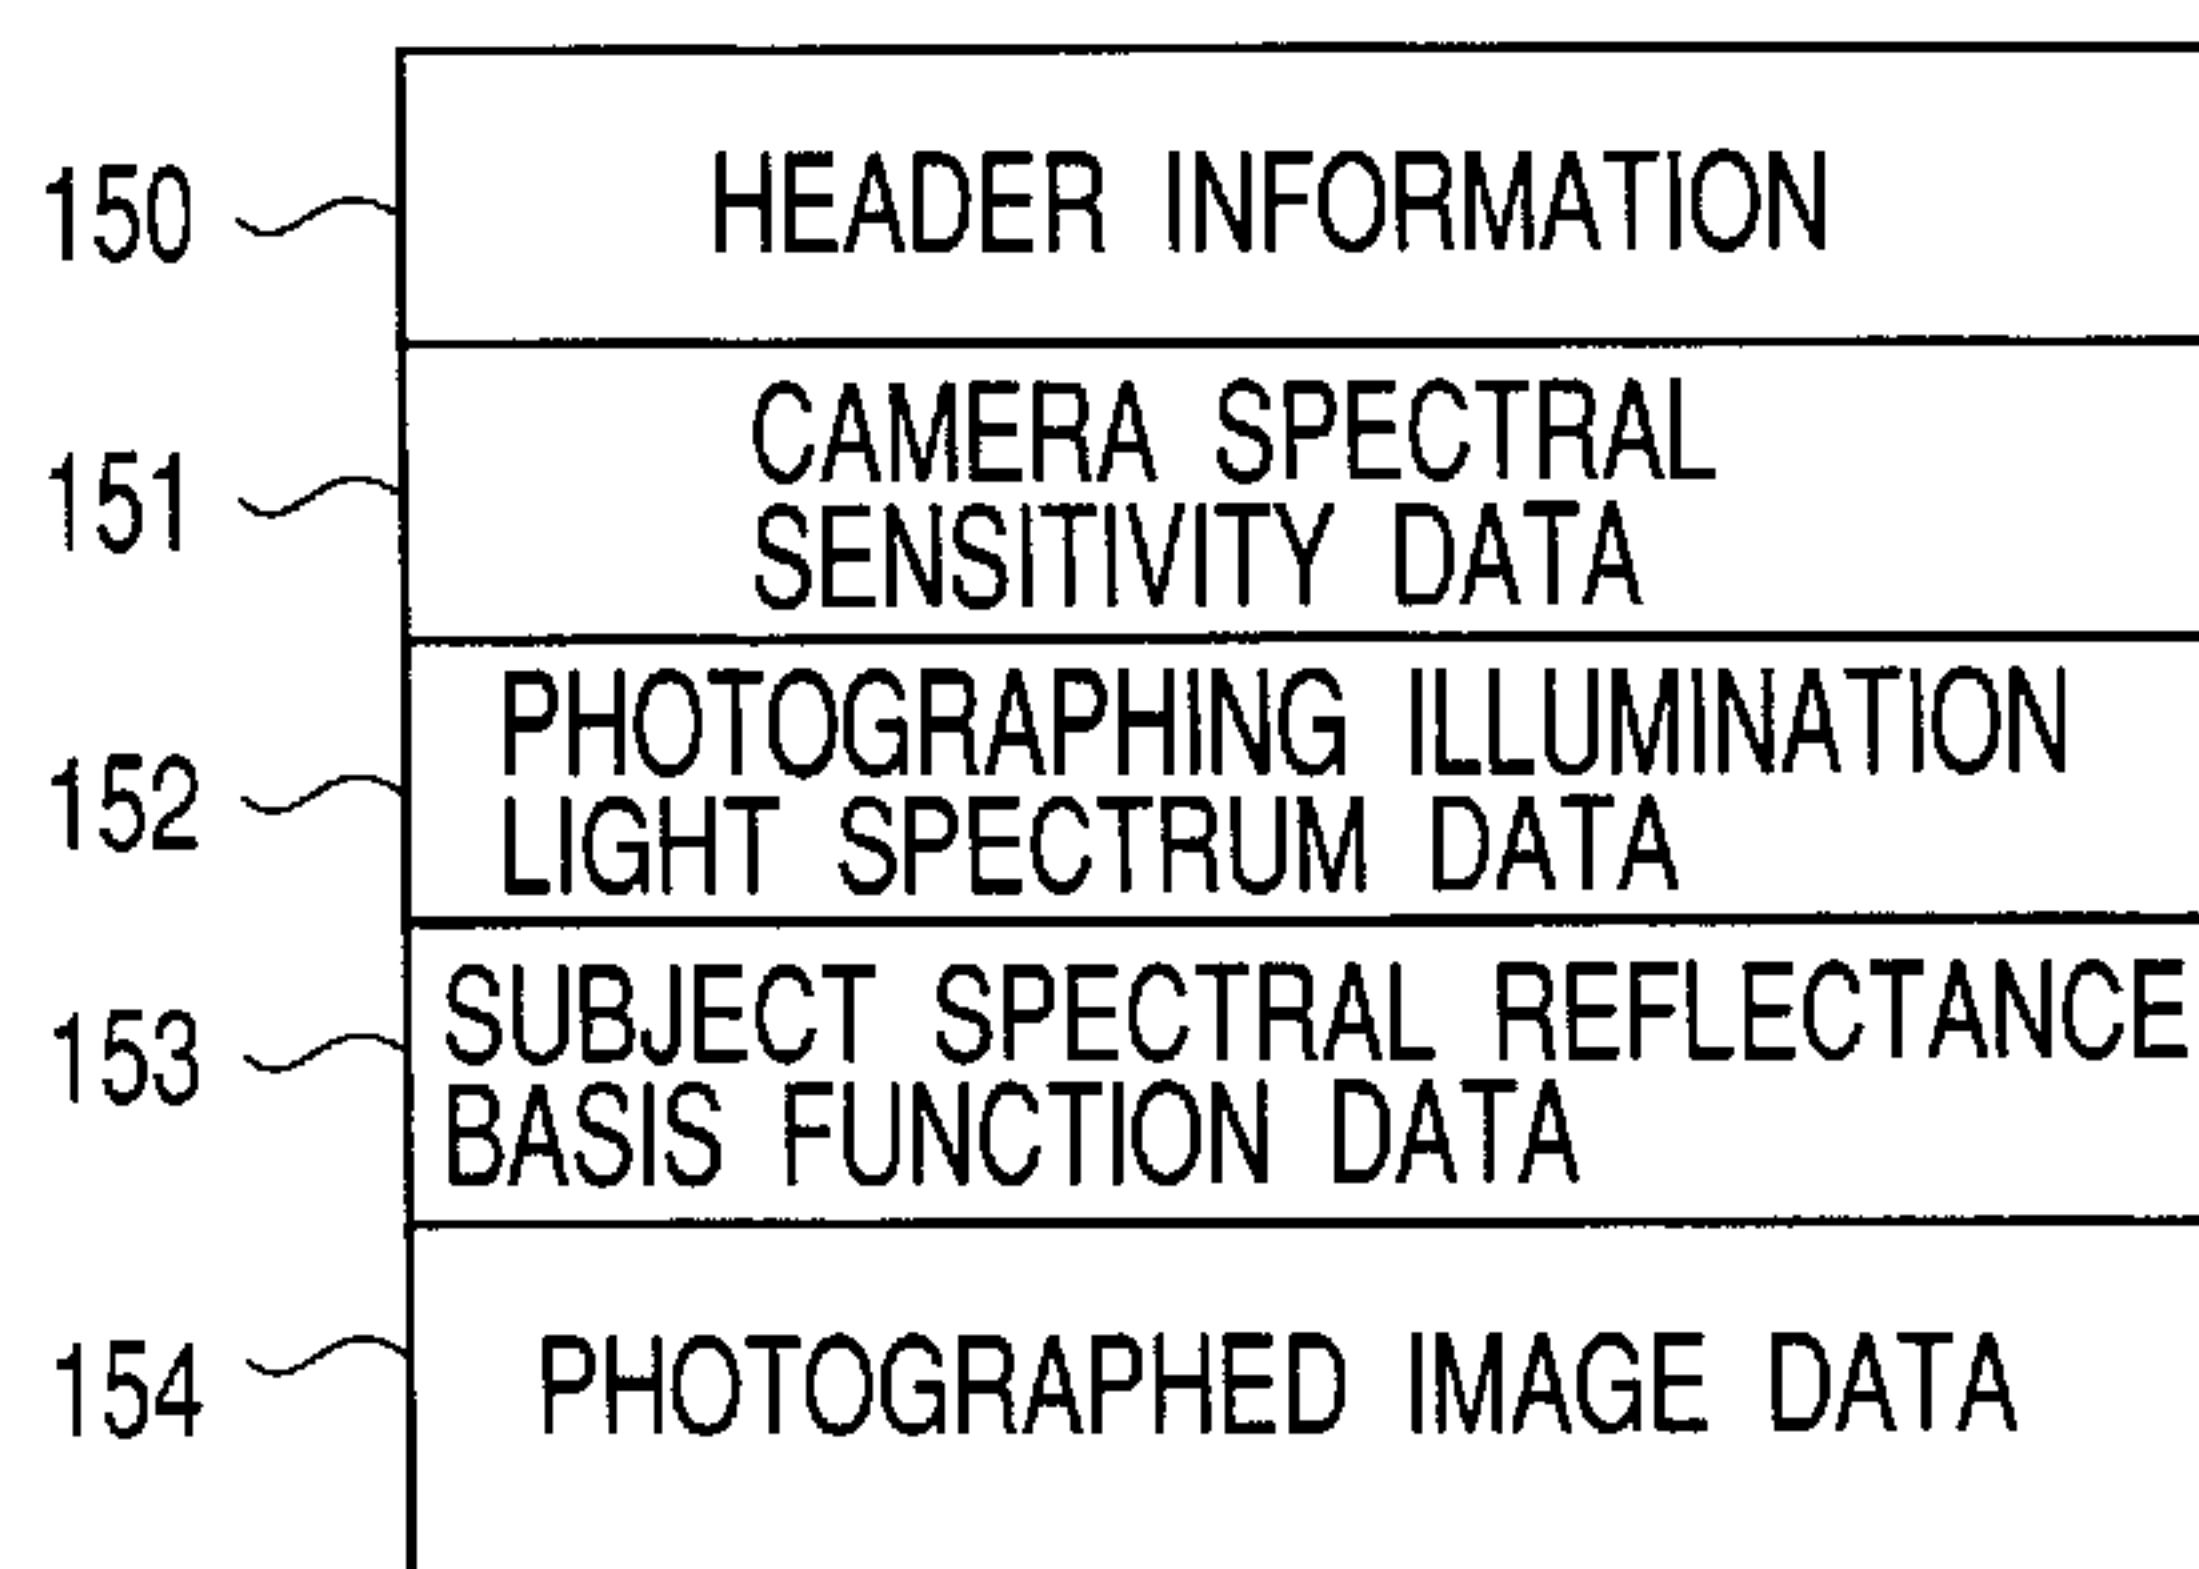 150 HEADER INFORMATION
151 CAMERA SPECTRAL
SENSITIVITY DATA
152 PHOTOGRAPHING ILLUMINATION
LIGHT SPECTRUM DATA
153 SUBJECT SPECTRAL REFLECTANCE
BASIS FUNCTION DATA
154 PHOTOGRAPHED IMAGE DATA